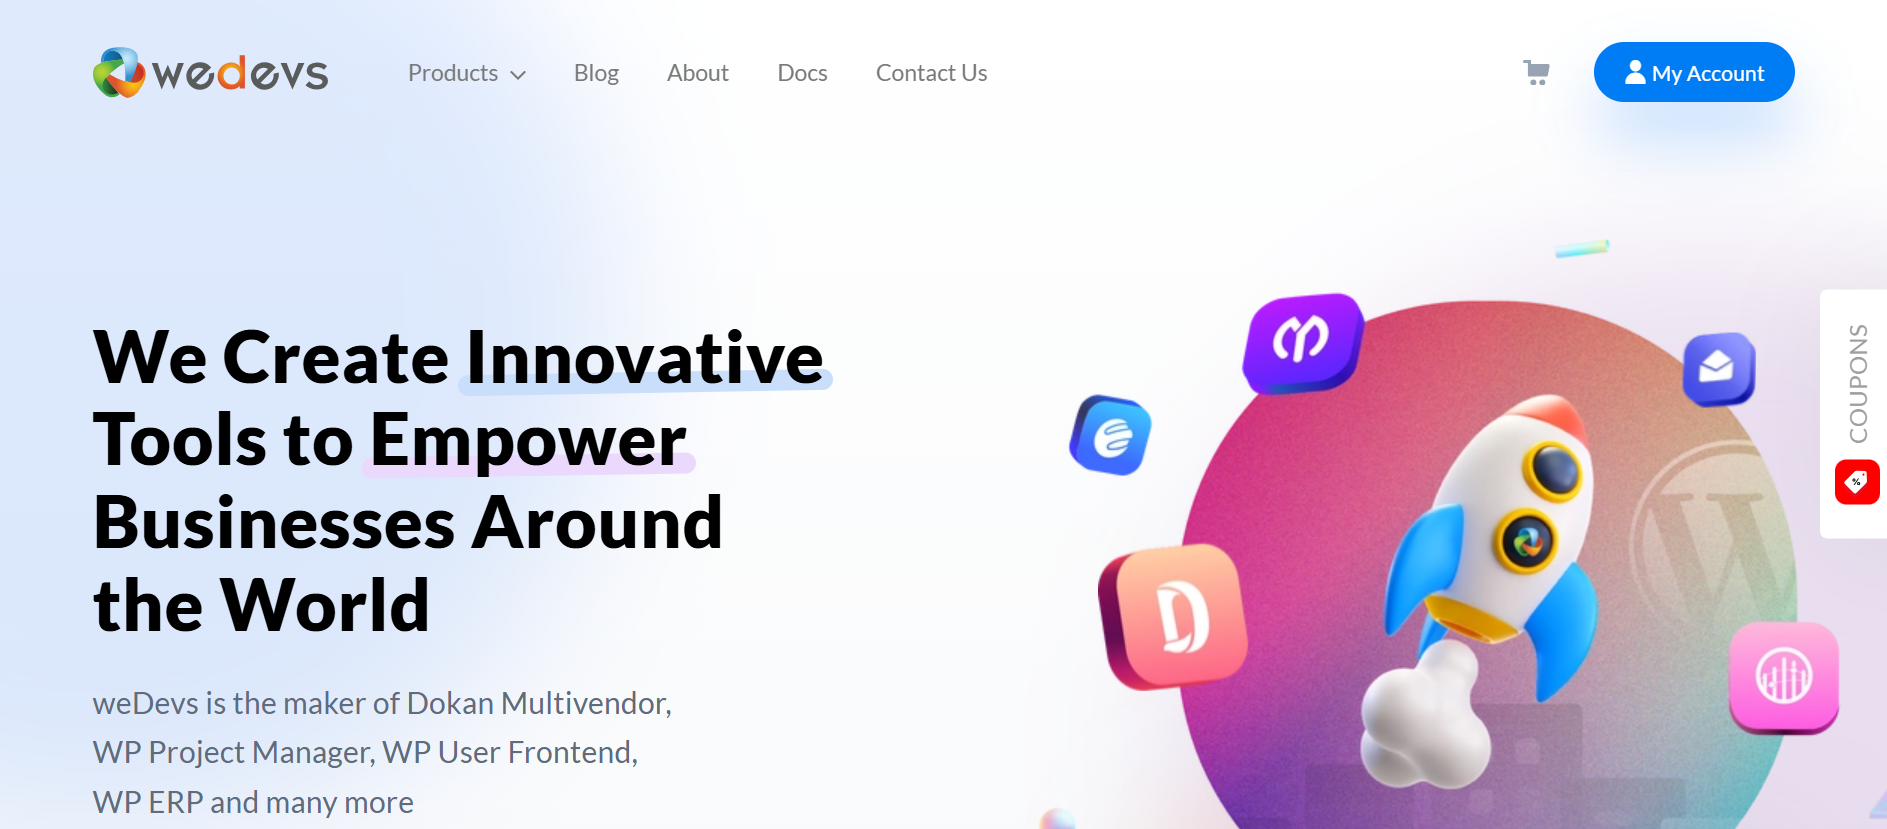 wedevs
Products
Blog
About
Docs
Contact Us
My Account
We Create Innovative
Tools to Empower
Businesses Around
the World
weDevs is the maker of Dokan Multivendor,
WP Project Manager, WP User Frontend,
WP ERP and many more
COUPONS
%